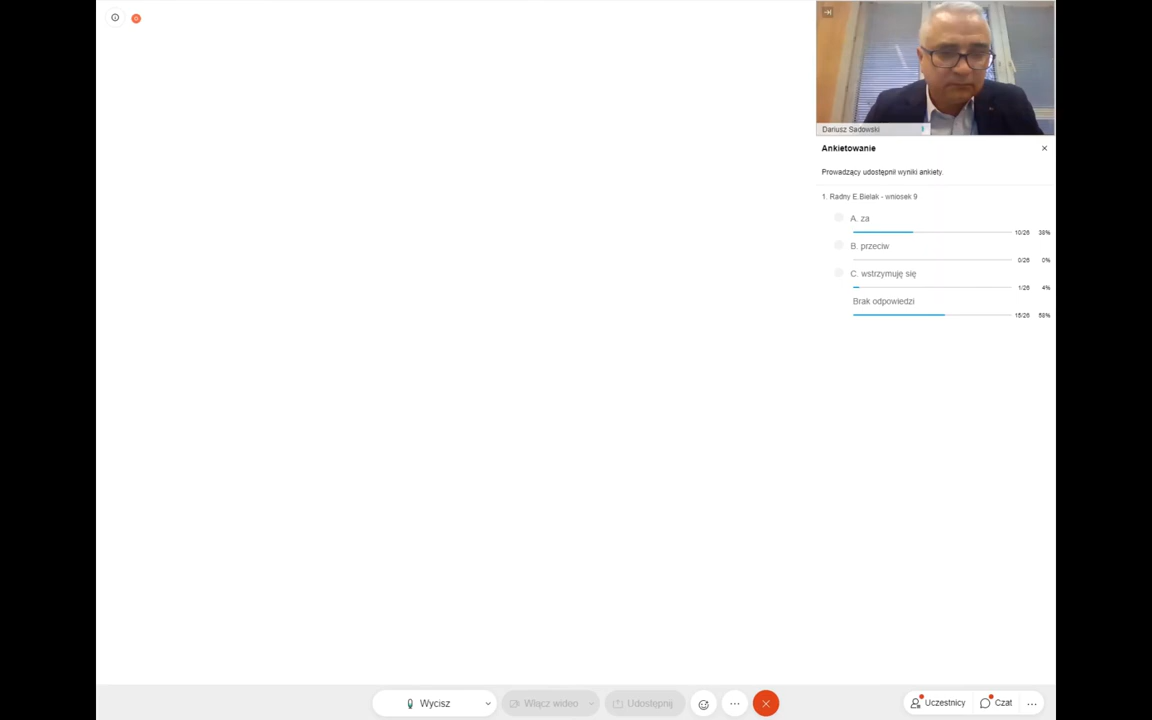 Dariusz Sadowski
Ankietowanie
Prowadzący udostępnił wyniki ankiety.
1. Radny E.Bielak - wniosek 9
A. za
10/26 38%
B. przeciw
0/26 0%
C. wstrzymuję się
1/26 4%
Brak odpowiedzi
15/26 58%
Wycisz
Włącz wideo
Udostępnij
Uczestnicy
Czat